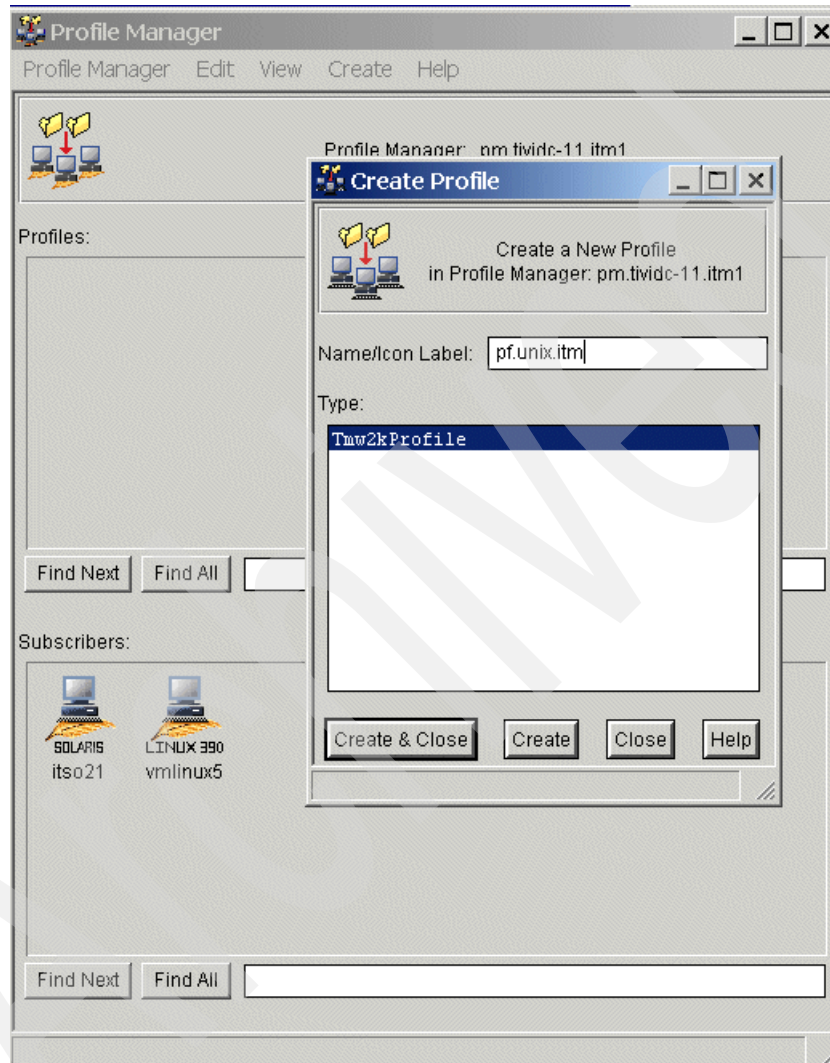 Profile Manager
Profile Manager Edit View Create Help
Profile Manager: pm.tividc-11.itm1
Create Profile
Create a New Profile
in Profile Manager: pm.tividc-11.itm1
Profiles:
Name/Icon Label: pf.unix.itm
Type:
Tmw2kProfile
Find Next Find All
Subscribers:
SOLARIS LINUX 390
itso21 vmlinux5
Create & Close Create Close Help
Find Next Find All